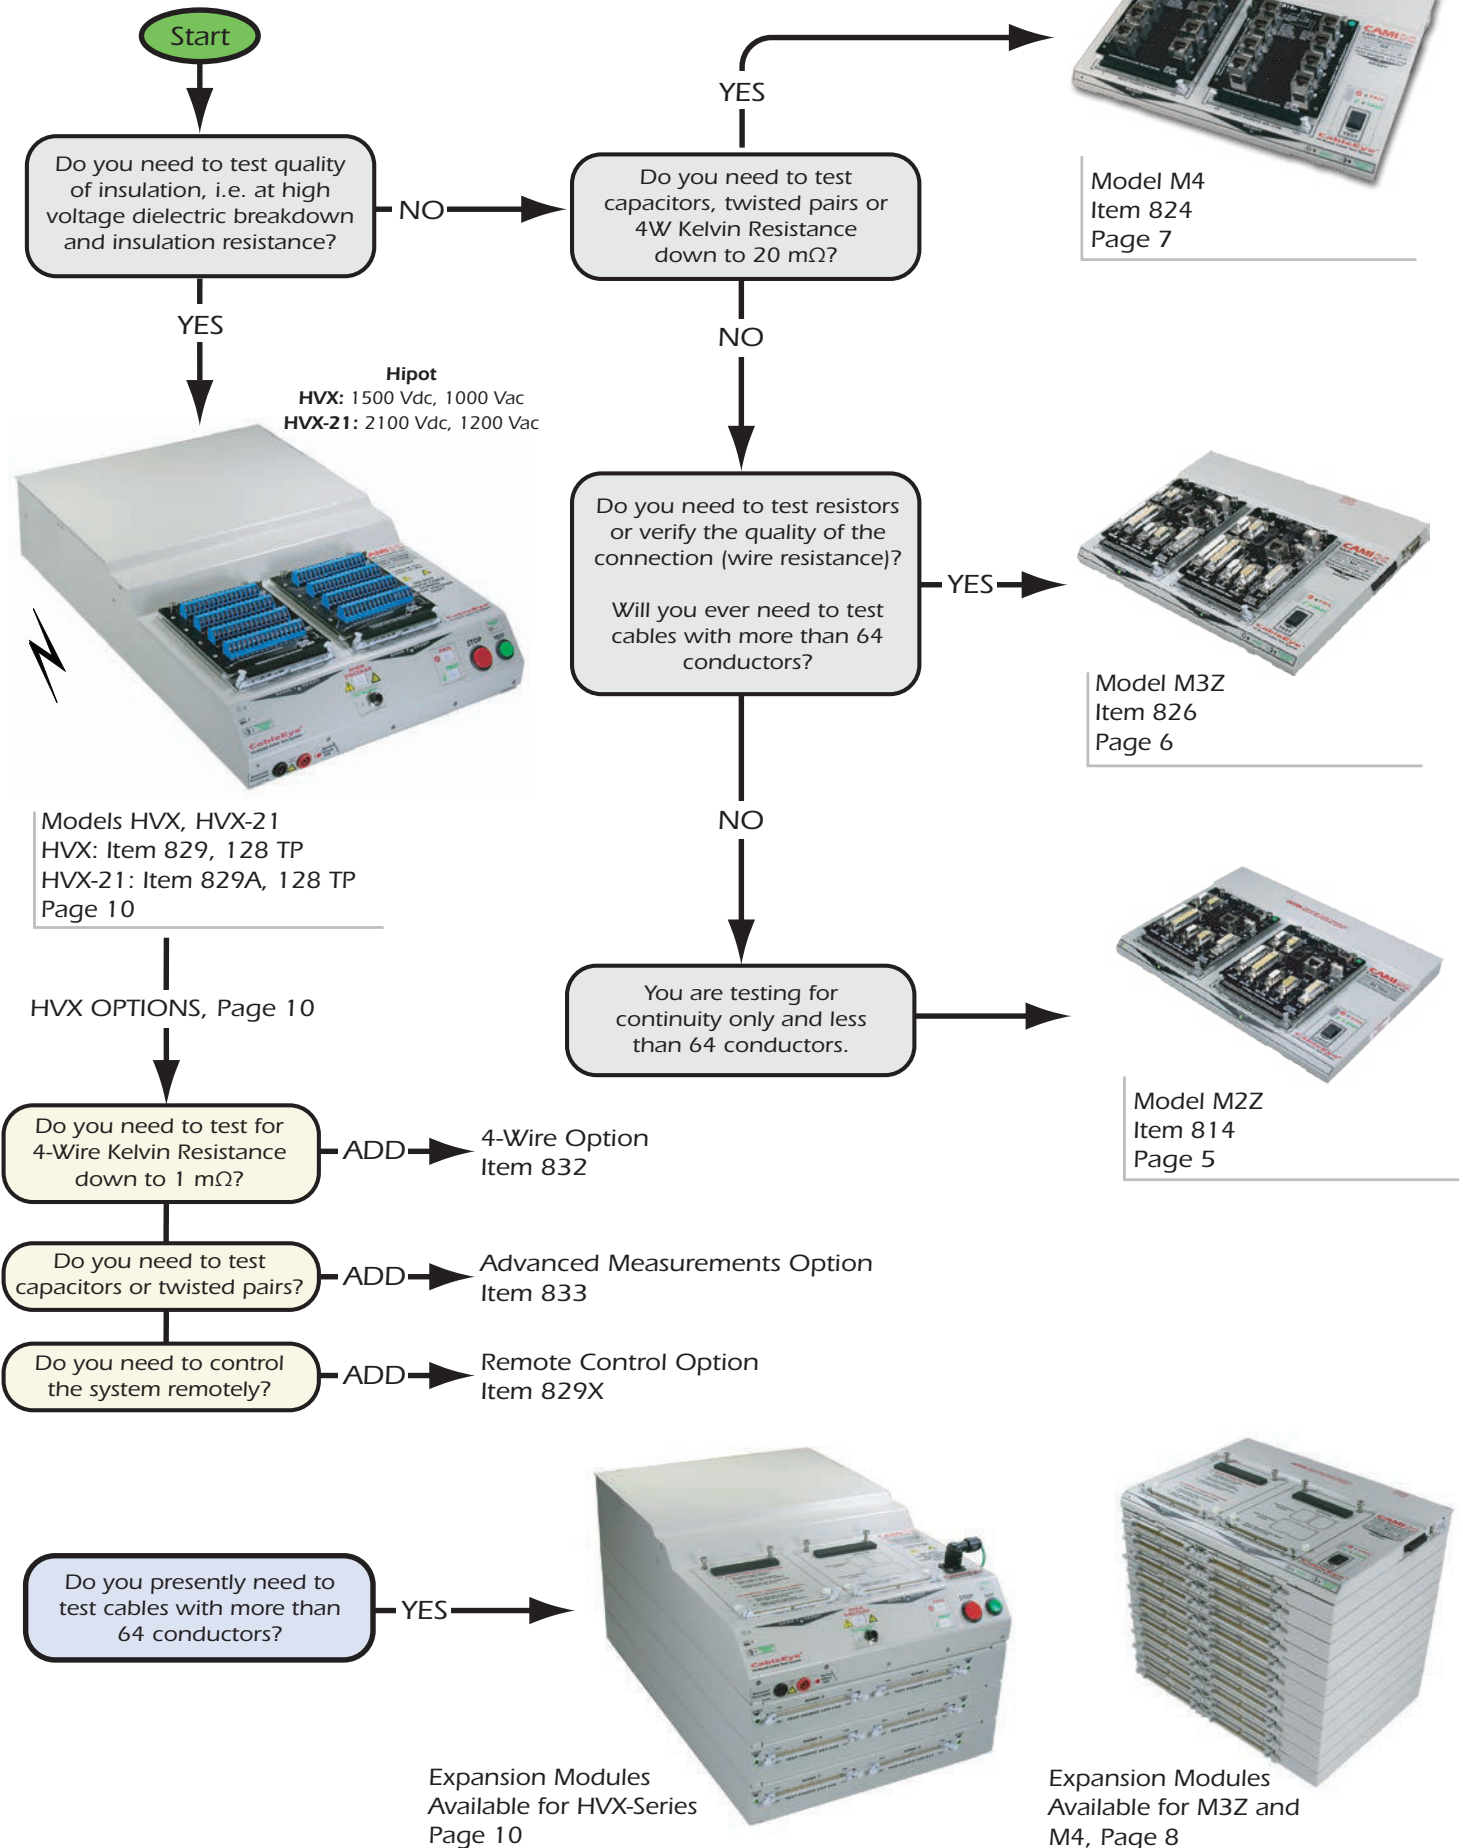 Start
Do you need to test quality
of insulation, i.e. at high
voltage dielectric breakdown
and insulation resistance?
NO
YES
Do you need to test
capacitors, twisted pairs or
4W Kelvin Resistance
down to 20 mΩ?
YES
Model M4
Item 824
Page 7
NO
Hipot
HVX: 1500 Vdc, 1000 Vac
HVX-21: 2100 Vdc, 1200 Vac
Do you need to test resistors
or verify the quality of the
connection (wire resistance)?
Will you ever need to test
cables with more than 64
conductors?
YES
CAMI
CableEye
TEST
Model M3Z
Item 826
Page 6
STOP
TEST
HIGH
VOLTAGE
CableEye
Models HVX, HVX-21
HVX: Item 829, 128 TP
HVX-21: Item 829A, 128 TP
Page 10
NO
You are testing for
continuity only and less
than 64 conductors.
Model M2Z
Item 814
Page 5
HVX OPTIONS, Page 10
Do you need to test for
4-Wire Kelvin Resistance
down to 1 mΩ?
ADD
4-Wire Option
Item 832
Do you need to test
capacitors or twisted pairs?
ADD
Advanced Measurements Option
Item 833
Do you need to control
the system remotely?
ADD
Remote Control Option
Item 829X
Do you presently need to
test cables with more than
64 conductors?
YES
CableEye
Expansion Modules
Available for HVX-Series
Page 10
CAMI
Expansion Modules
Available for M3Z and
M4, Page 8